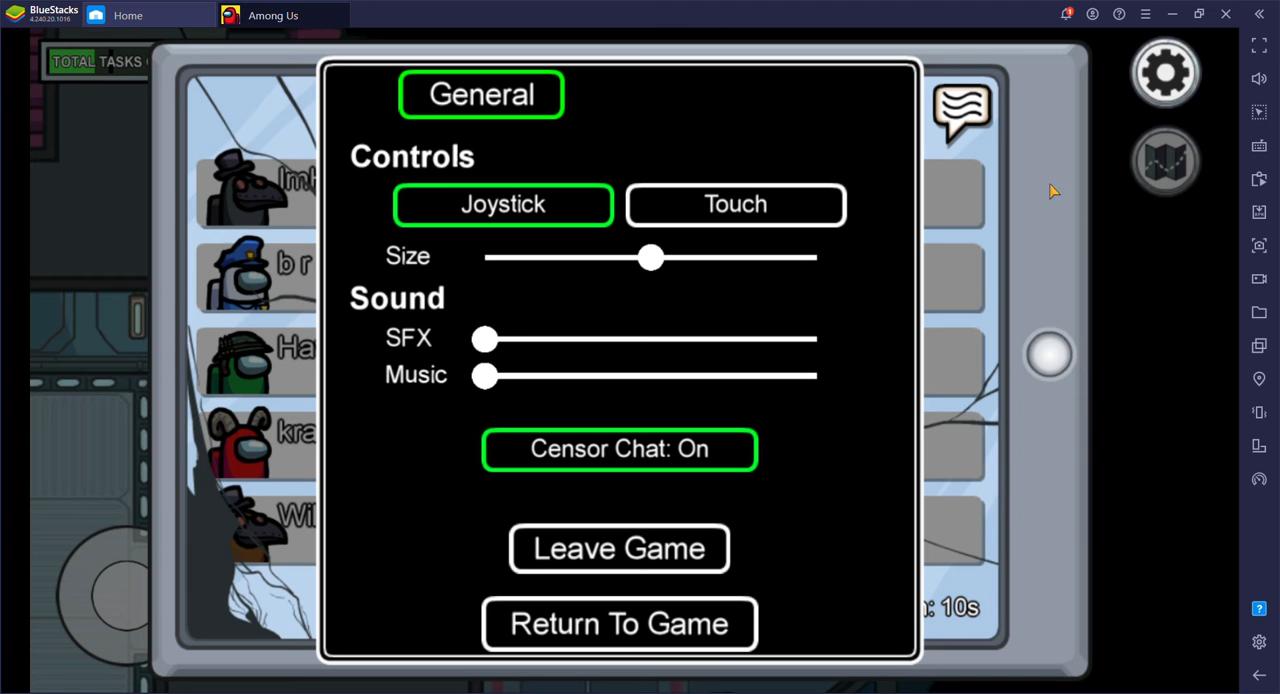 BlueStacks
4.240.20.1016
Home
Among Us
1
TOTAL TASKS
General
Controls
Joystick
Touch
Size
Sound
SFX
Music
Censor Chat: On
Leave Game
Return To Game
b r
: 10s
?